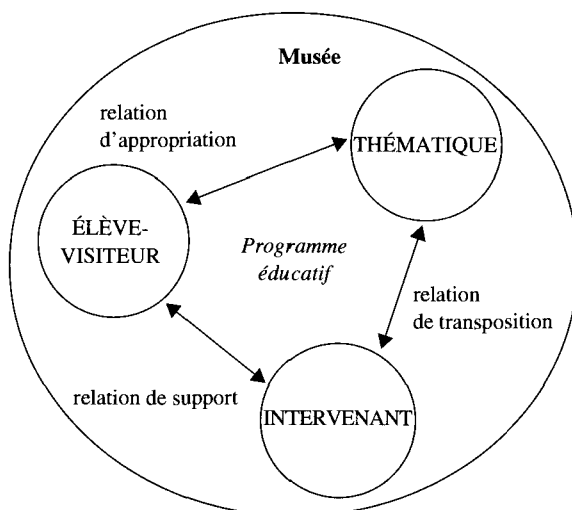 Musée
relation
d'appropriation
THÉMATIQUE
ÉLÈVE-
VISITEUR
Programme
éducatif
relation
de transposition
relation de support
INTERVENANT